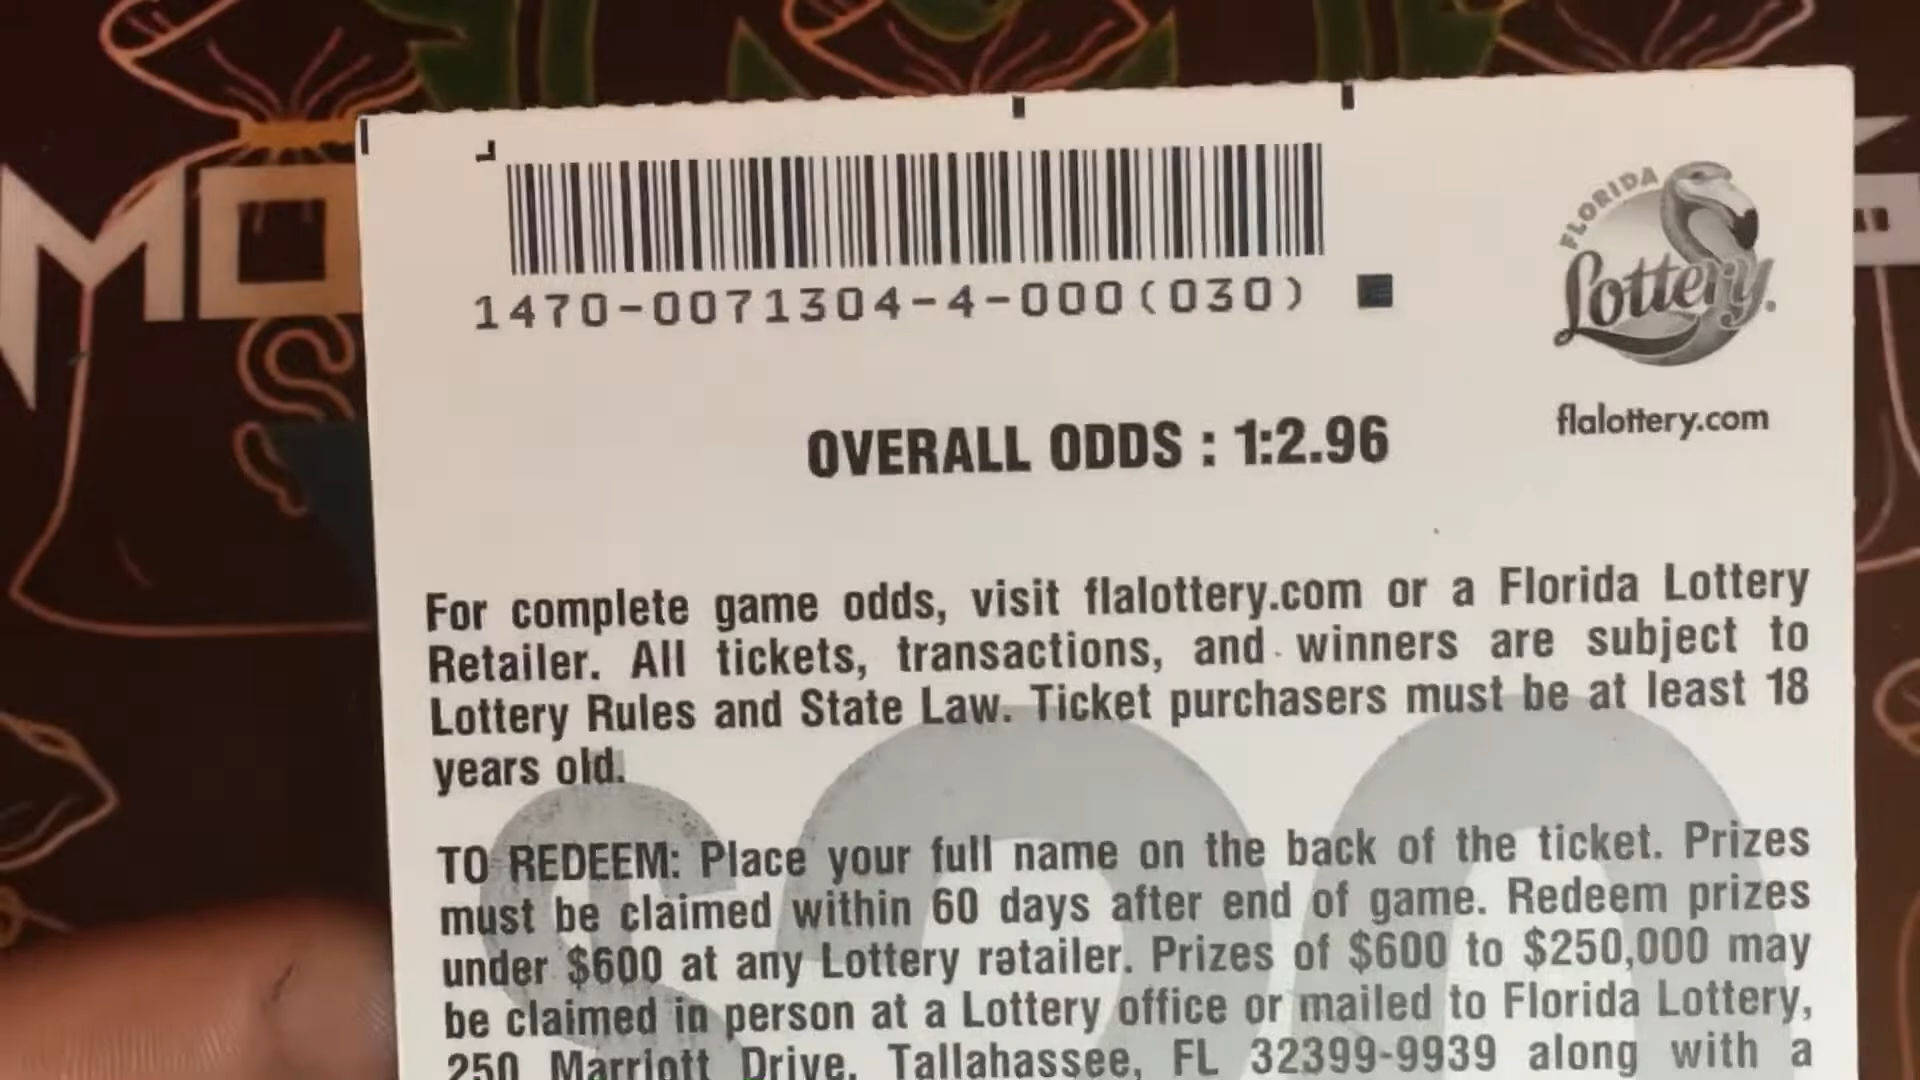 1470-0071304-4-000(030)
FLORIDA
Lottery.
flalottery.com
OVERALL ODDS : 1:2.96
For complete game odds, visit flalottery.com or a Florida Lottery
Retailer. All tickets, transactions, and winners are subject to
Lottery Rules and State Law. Ticket purchasers must be at least 18
years old.
TO REDEEM: Place your full name on the back of the ticket. Prizes
must be claimed within 60 days after end of game. Redeem prizes
under $600 at any Lottery retailer. Prizes of $600 to $250,000 may
be claimed in person at a Lottery office or mailed to Florida Lottery,
250 Marriott Drive, Tallahassee, FL 32399-9939 along with a